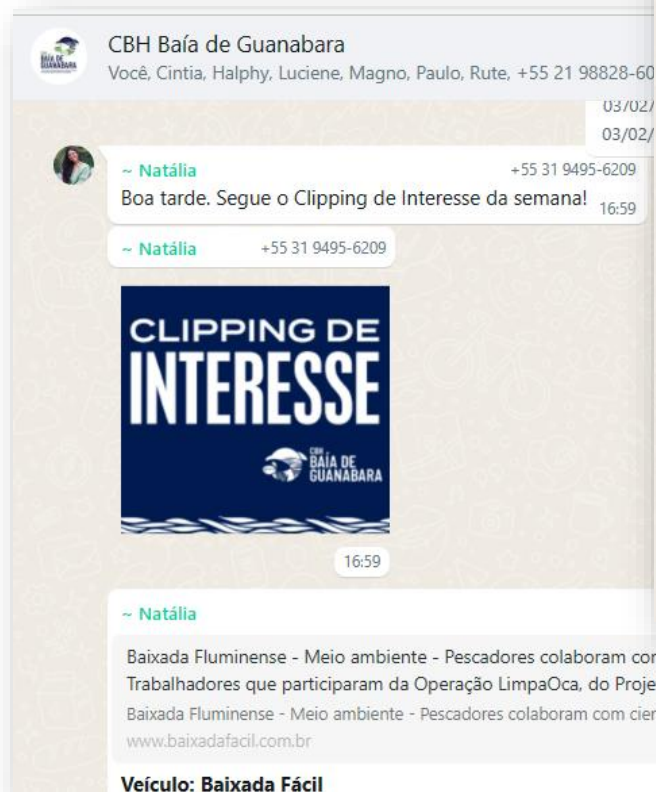 CBH Baía de Guanabara
Você, Cintia, Halphy, Luciene, Magno, Paulo, Rute, +55 21 98828-60
03/02/
03/02/
~ Natália +55 31 9495-6209
Boa tarde. Segue o Clipping de Interesse da semana! 16:59
~ Natália +55 31 9495-6209
CLIPPING DE
INTERESSE
CBH
BAÍA DE
GUANABARA
16:59
~ Natália
Baixada Fluminense - Meio ambiente - Pescadores colaboram com
Trabalhadores que participaram da Operação LimpaOca, do Proje
Baixada Fluminense - Meio ambiente - Pescadores colaboram com cien
www.baixadafacil.com.br
Veículo: Baixada Fácil